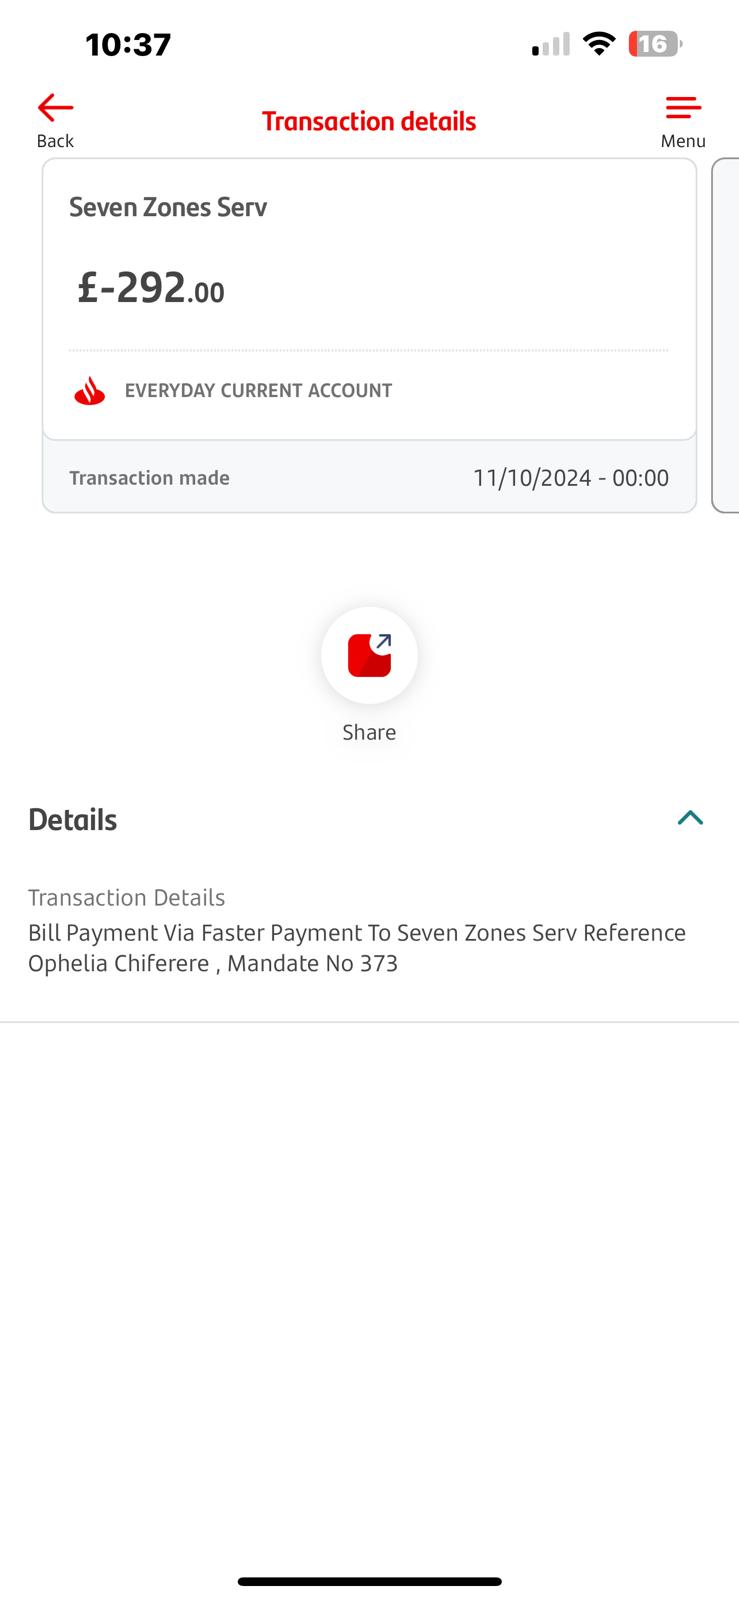 10:37
16
Back
Transaction details
Menu
Seven Zones Serv
£-292.00
EVERYDAY CURRENT ACCOUNT
Transaction made
11/10/2024 - 00:00
Share
Details
Transaction Details
Bill Payment Via Faster Payment To Seven Zones Serv Reference
Ophelia Chiferere , Mandate No 373